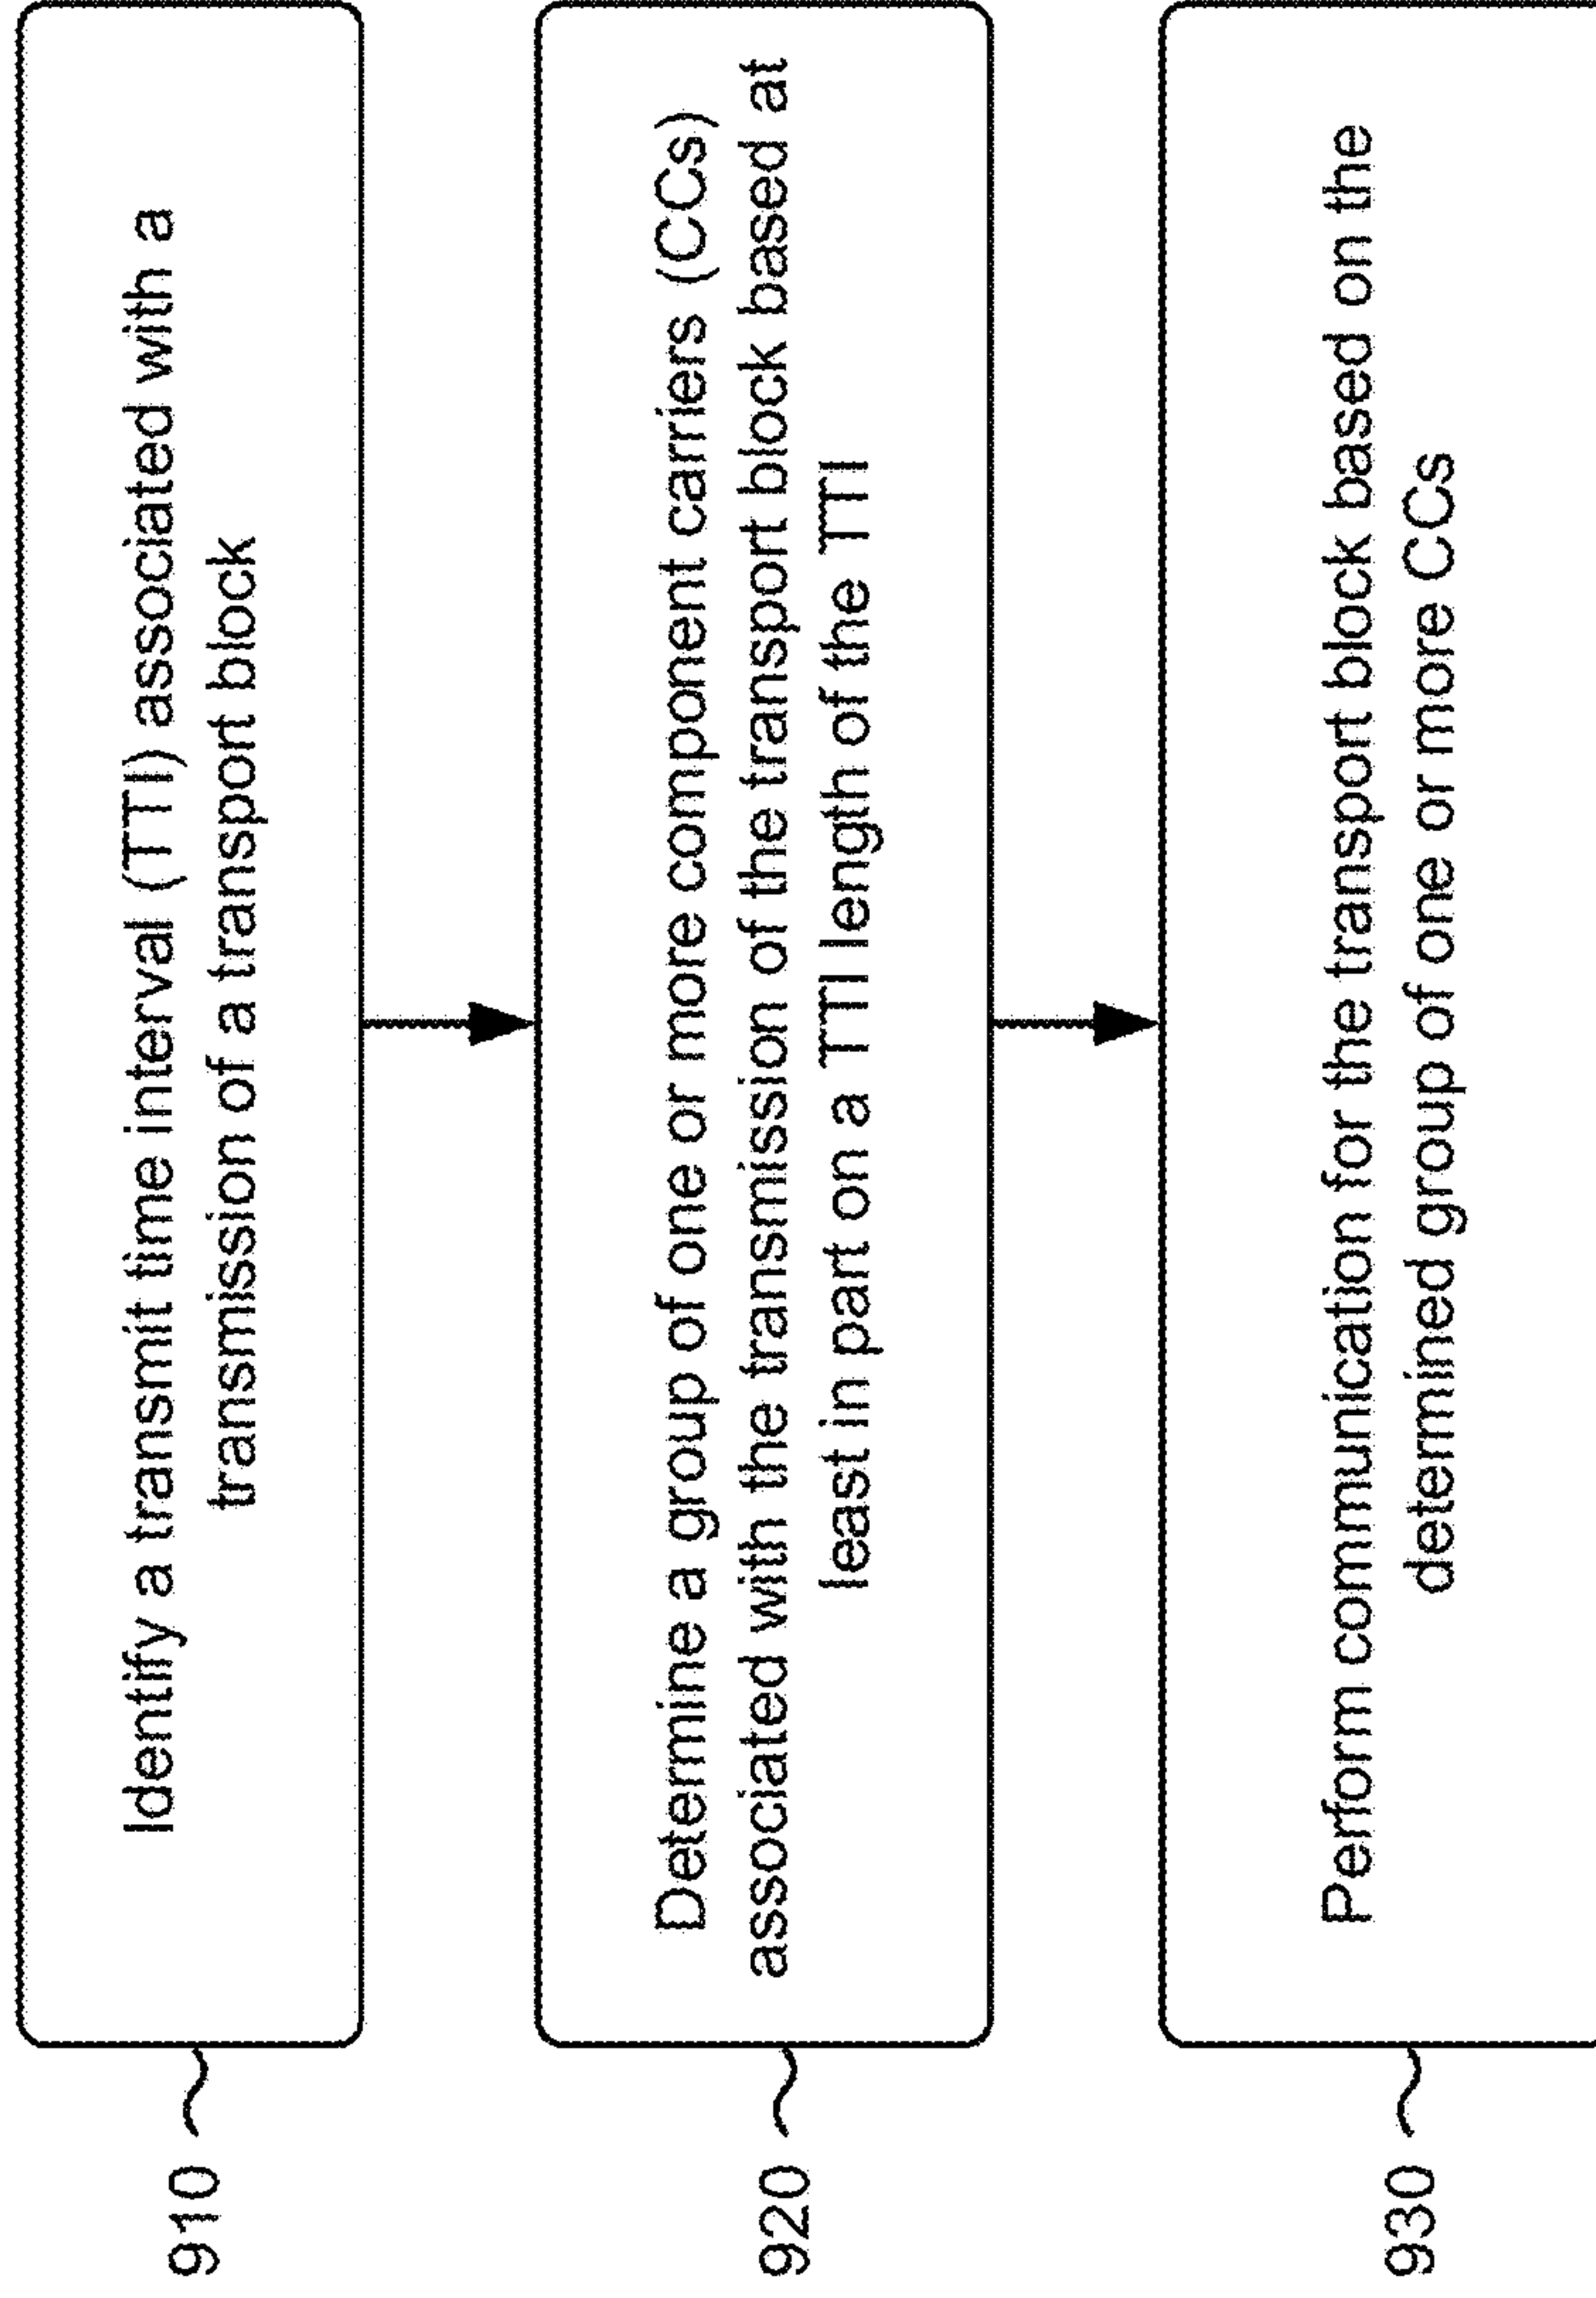 910
Identify a transmit time interval (TTI) associated with a
transmission of a transport block
920
Determine a group of one or more component carriers (CCs)
associated with the transmission of the transport block based at
least in part on a TTI length of the TTI
930
Perform communication for the transport block based on the
determined group of one or more CCs